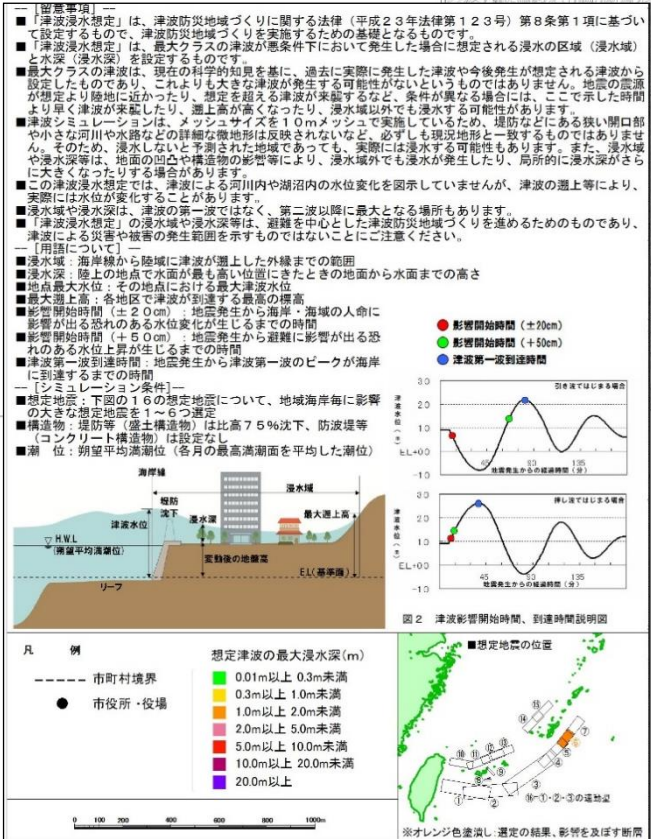 ― [留意事項] ―
■「津波浸水想定」は、津波防災地域づくりに関する法律（平成２３年法律第１２３号）第８条第１項に基づい
て設定するもので、津波防災地域づくりを実施するための基礎となるものです。
■「津波浸水想定」は、最大クラスの津波が悪条件下において発生した場合に想定される浸水の区域（浸水域）
と水深（浸水深）を設定するものです。
■最大クラスの津波は、現在の科学的知見を基に、過去に実際に発生した津波や今後発生が想定される津波から
設定したものであり、これよりも大きな津波が発生する可能性がないというものではありません。地震の震源
が想定より陸地に近かったり、想定を超える津波が来襲するなど、条件が異なる場合には、ここで示した時間
より早く津波が来襲したり、遡上高が高くなったり、浸水域以外でも浸水する可能性があります。
■津波シミュレーションは、メッシュサイズを１０ｍメッシュで実施しているため、堤防などにある狭い開口部
や小さな河川や水路などの詳細な微地形は反映されないなど、必ずしも現況地形と一致するものではありませ
ん。そのため、浸水しないと予測された地域であっても、実際には浸水する可能性もあります。また、浸水域
や浸水深等は、地面の凹凸や構造物の影響等により、浸水域外でも浸水が発生したり、局所的に浸水深がさら
に大きくなったりする場合があります。
■この津波浸水想定では、津波による河川内や湖沼内の水位変化を図示していませんが、津波の遡上等により、
実際には水位が変化することがあります。
■浸水域や浸水深は、津波の第一波ではなく、第二波以降に最大となる場所もあります。
■「津波浸水想定」の浸水域や浸水深等は、避難を中心とした津波防災地域づくりを進めるためのものであり、
津波による災害や被害の発生範囲を示すものではないことにご注意ください。
― [用語について] ―
■浸水域：海岸線から陸域に津波が遡上した外縁までの範囲
■浸水深：陸上の地点で水面が最も高い位置にきたときの地面から水面までの高さ
■地点最大水位：その地点における最大津波水位
■最大遡上高：各地区で津波が到達する最高の標高
■影響開始時間（±２０㎝）：地震発生から海岸・海域の人命に
影響が出る恐れのある水位変化が生じるまでの時間
■影響開始時間（＋５０㎝）：地震発生から避難に影響が出る恐
れのある水位上昇が生じるまでの時間
■津波第一波到達時間：地震発生から津波第一波のピークが海岸
に到達するまでの時間
― [シミュレーション条件]―
■想定地震：下図の１６の想定地震について、地域海岸毎に影響
の大きな想定地震を１～６つ選定
■構造物：堤防等（盛土構造物）は比高７５％沈下、防波堤等
（コンクリート構造物）は設定なし
■潮　位：朔望平均満潮位（各月の最高満潮面を平均した潮位）
影響開始時間（±20cm）
影響開始時間（+50cm）
津波第一波到達時間
引き波ではじまる場合
津波水位（m）
3.0
2.0
1.0
E.L+0.0
-1.0
45
90
135
地震発生からの経過時間（分）
押し波ではじまる場合
津波水位（m）
3.0
2.0
1.0
E.L+0.0
-1.0
45
90
135
地震発生からの経過時間（分）
図２　津波影響開始時間、到達時間説明図
海岸線
浸水域
堤防
沈下
津波水位
浸水深
最大遡上高
H.W.L
（朔望平均満潮位）
変動後の地盤高
E.L（基準面）
リーフ
凡　例
市町村境界
市役所・役場
想定津波の最大浸水深(m)
0.01m以上 0.3m未満
0.3m以上 1.0m未満
1.0m以上 2.0m未満
2.0m以上 5.0m未満
5.0m以上 10.0m未満
10.0m以上 20.0m未満
20.0m以上
0 100 200 400 600 800 1000m
■想定地震の位置
⑬
⑭
⑦
⑥
⑤
④
③
⑫
⑪
⑩
⑧
⑨
①
②
⑯-①・②・③の連動型
※オレンジ色塗潰し：選定の結果、影響を及ぼす断層